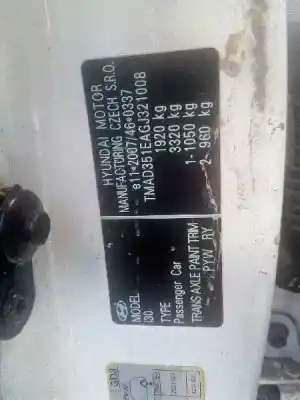 HYUNDAI MOTOR
MANUFACTURING CZECH S.R.O.
e11*2007/46*0337
TMAD351EAGJ321008
1920 kg
3320 kg
1- 1050 kg
2- 960 kg
MODEL
I30
TYPE
Passenger Car
TRANS AXLE PAINT TRIM
PYW RY